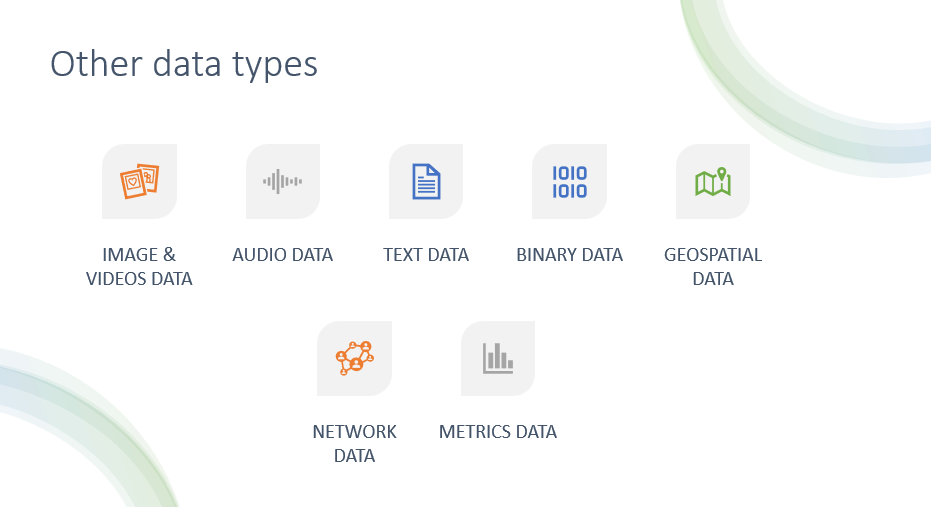 Other data types
1010
1010
IMAGE &
VIDEOS DATA
AUDIO DATA
TEXT DATA
BINARY DATA
GEOSPATIAL
DATA
NETWORK
DATA
METRICS DATA